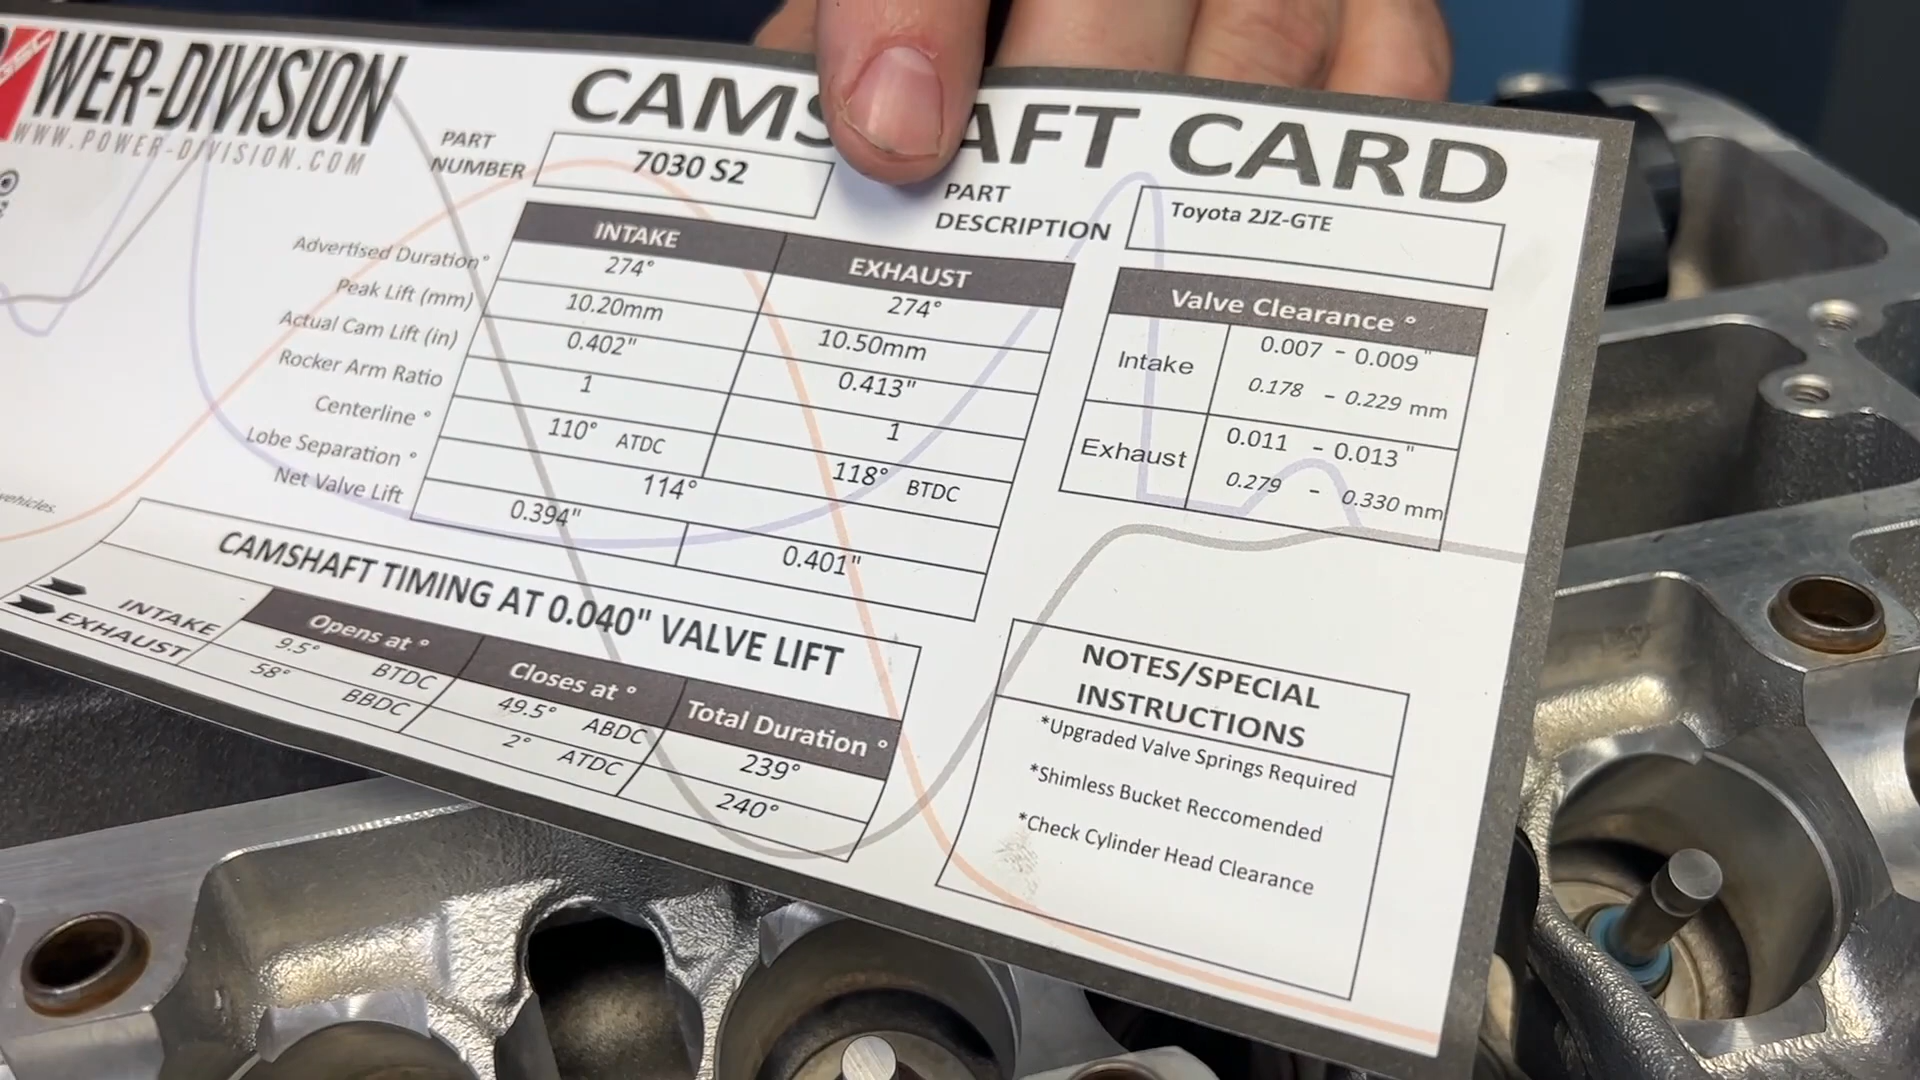 WER-DIVISION
WWW.POWER-DIVISION.COM
CARD
PART NUMBER 7030 S2
PART DESCRIPTION Toyota 2JZ-GTE
INTAKE EXHAUST
Advertised Duration° 274° 274°
Peak Lift (mm) 10.20mm 10.50mm
Actual Cam Lift (in) 0.402" 0.413"
Rocker Arm Ratio 1 1
Centerline ° 110° ATDC 118° BTDC
Lobe Separation ° 114°
Net Valve Lift 0.394" 0.401"
Valve Clearance °
Intake 0.007 - 0.009"
0.178 - 0.229 mm
Exhaust 0.011 - 0.013"
0.279 - 0.330 mm
vehicles.
CAMSHAFT TIMING AT 0.040" VALVE LIFT
Opens at ° Closes at ° Total Duration °
INTAKE 9.5° BTDC 49.5° ABDC 239°
EXHAUST 58° BBDC 2° ATDC 240°
NOTES/SPECIAL
INSTRUCTIONS
*Upgraded Valve Springs Required
*Shimless Bucket Reccomended
*Check Cylinder Head Clearance